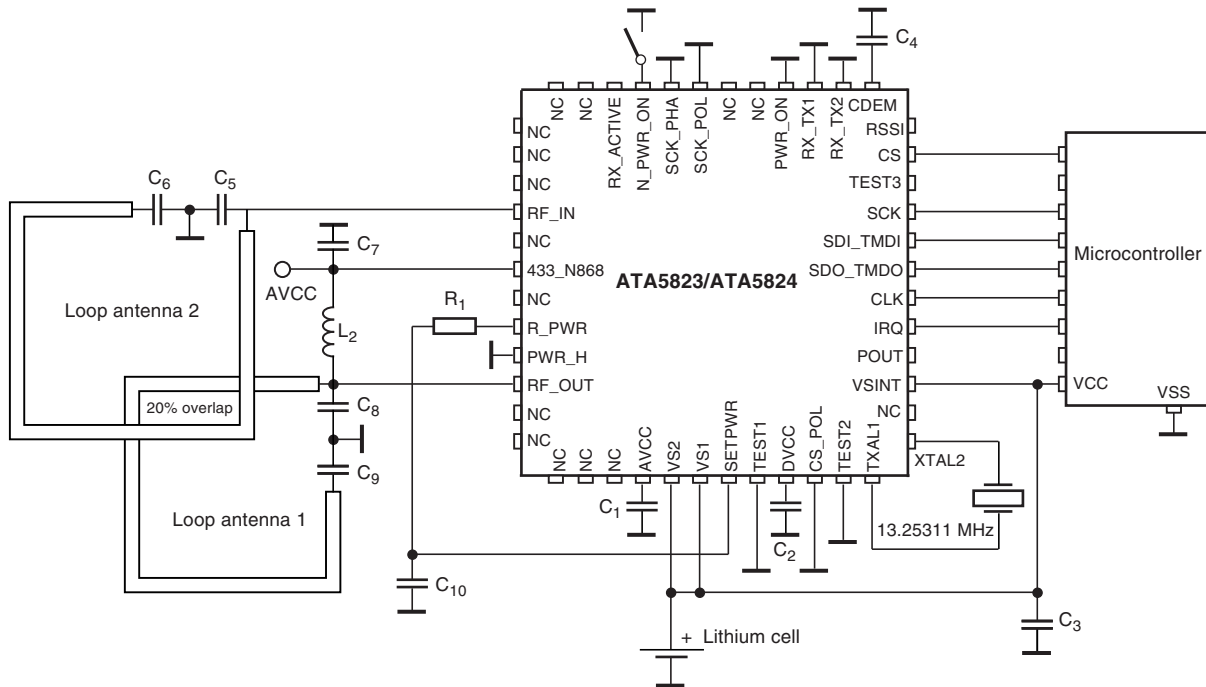 C4
NC
NC
RX_ACTIVE
N_PWR_ON
SCK_PHA
SCK_POL
NC
NC
PWR_ON
RX_TX1
RX_TX2
CDEM
NC
NC
NC
RF_IN
NC
433_N868
NC
R_PWR
PWR_H
RF_OUT
NC
NC
RSSI
CS
TEST3
SCK
SDI_TMDI
SDO_TMDO
CLK
IRQ
POUT
VSINT
NC
XTAL2
NC
NC
NC
AVCC
VS2
VS1
SETPWR
TEST1
DVCC
CS_POL
TEST2
TXAL1
ATA5823/ATA5824
Microcontroller
VCC
VSS
C6
C5
C7
AVCC
Loop antenna 2
L2
R1
20% overlap
C8
C9
Loop antenna 1
C10
C1
C2
13.25311 MHz
C3
+ Lithium cell